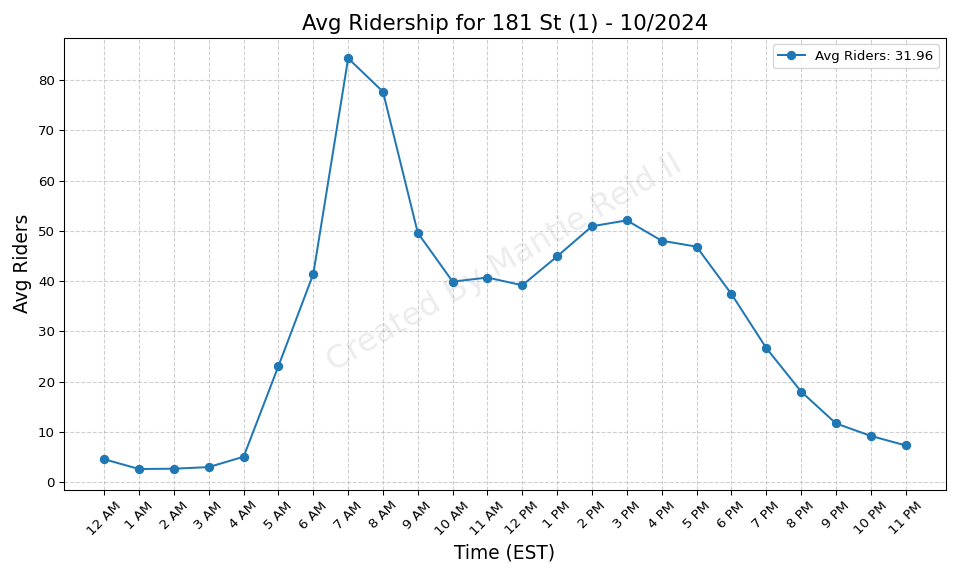 Avg Ridership for 181 St (1) - 10/2024
Avg Riders: 31.96
Avg Riders
80
70
60
50
40
30
20
10
0
Created By Mantie Reid II
12 AM
1 AM
2 AM
3 AM
4 AM
5 AM
6 AM
7 AM
8 AM
9 AM
10 AM
11 AM
12 PM
1 PM
2 PM
3 PM
4 PM
5 PM
6 PM
7 PM
8 PM
9 PM
10 PM
11 PM
Time (EST)